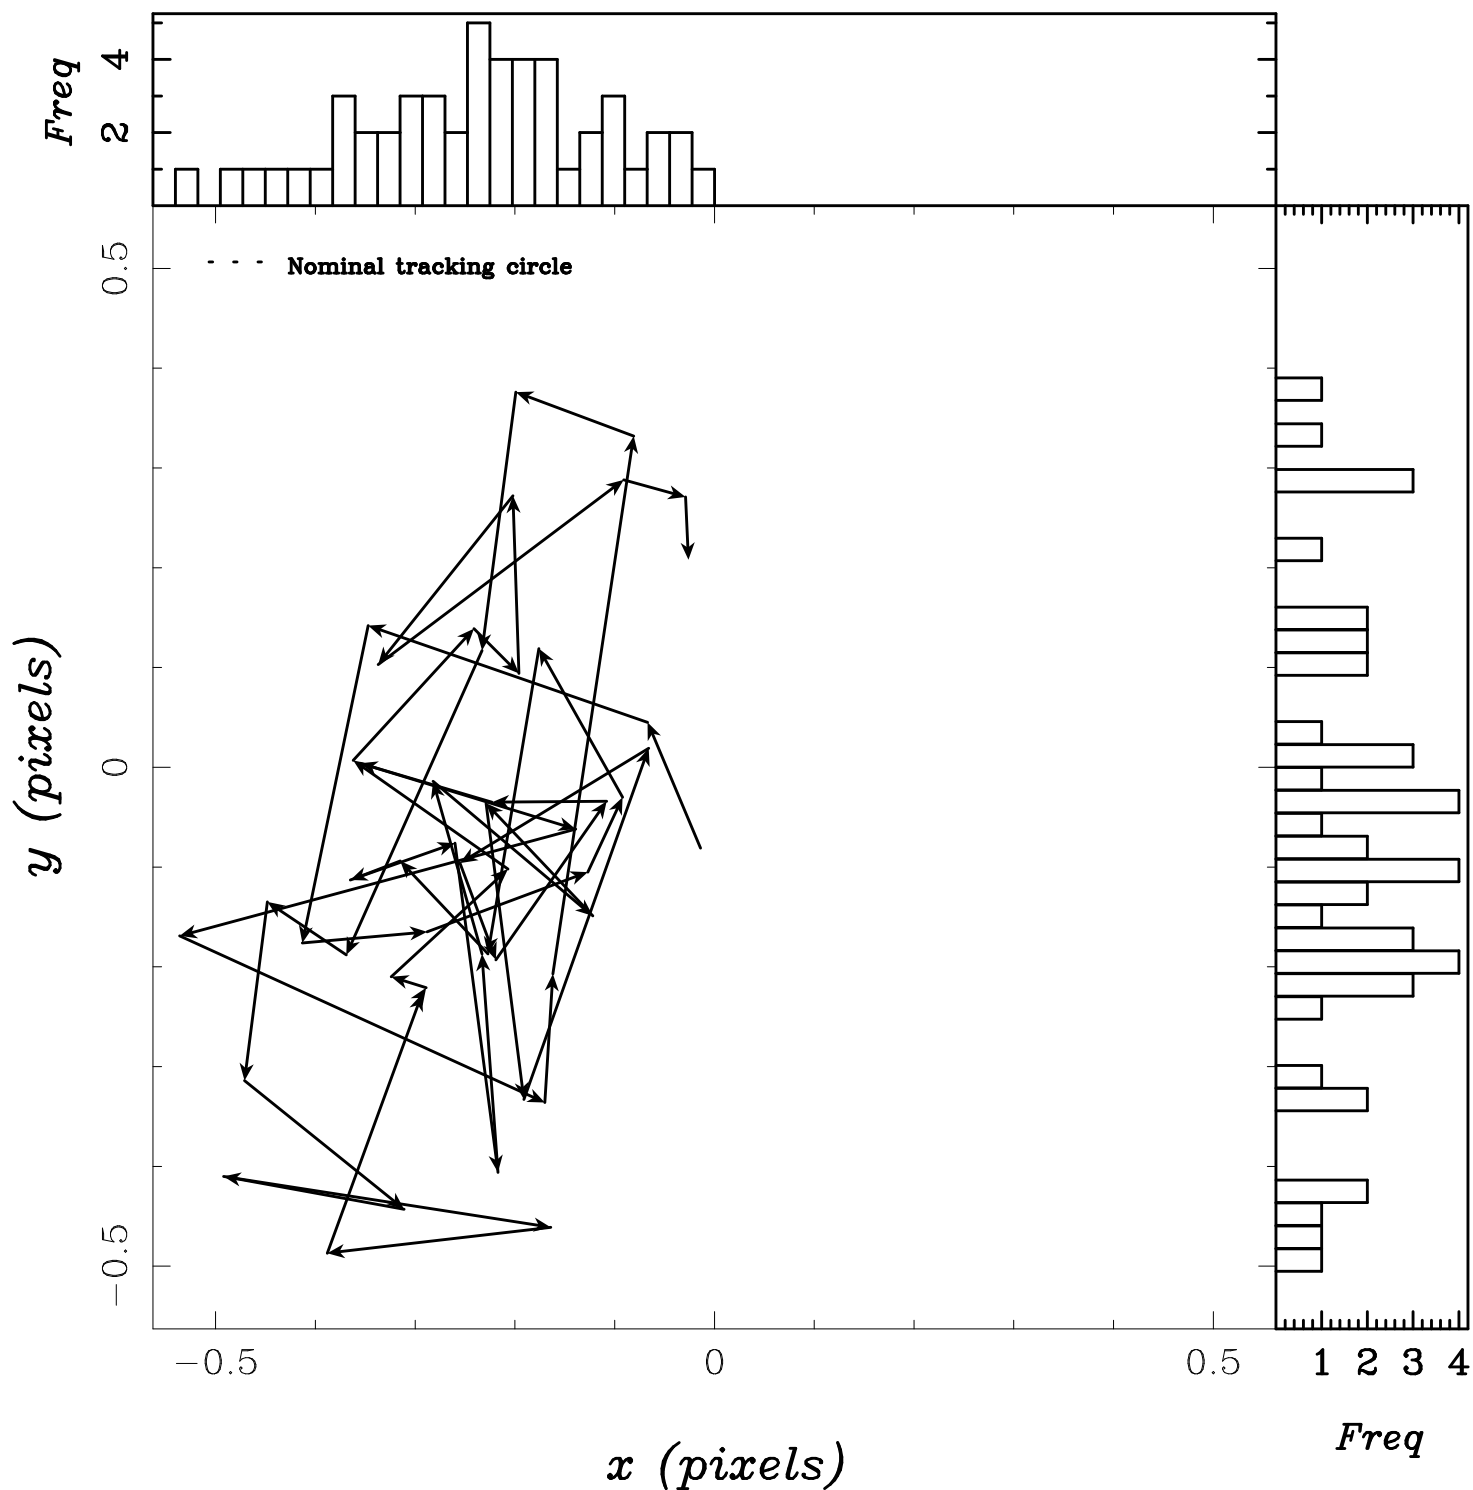 Freq
4
2
0.5
Nominal tracking circle
y (pixels)
0
−0.5
−0.5 0 0.5
1 2 3 4
Freq
x (pixels)